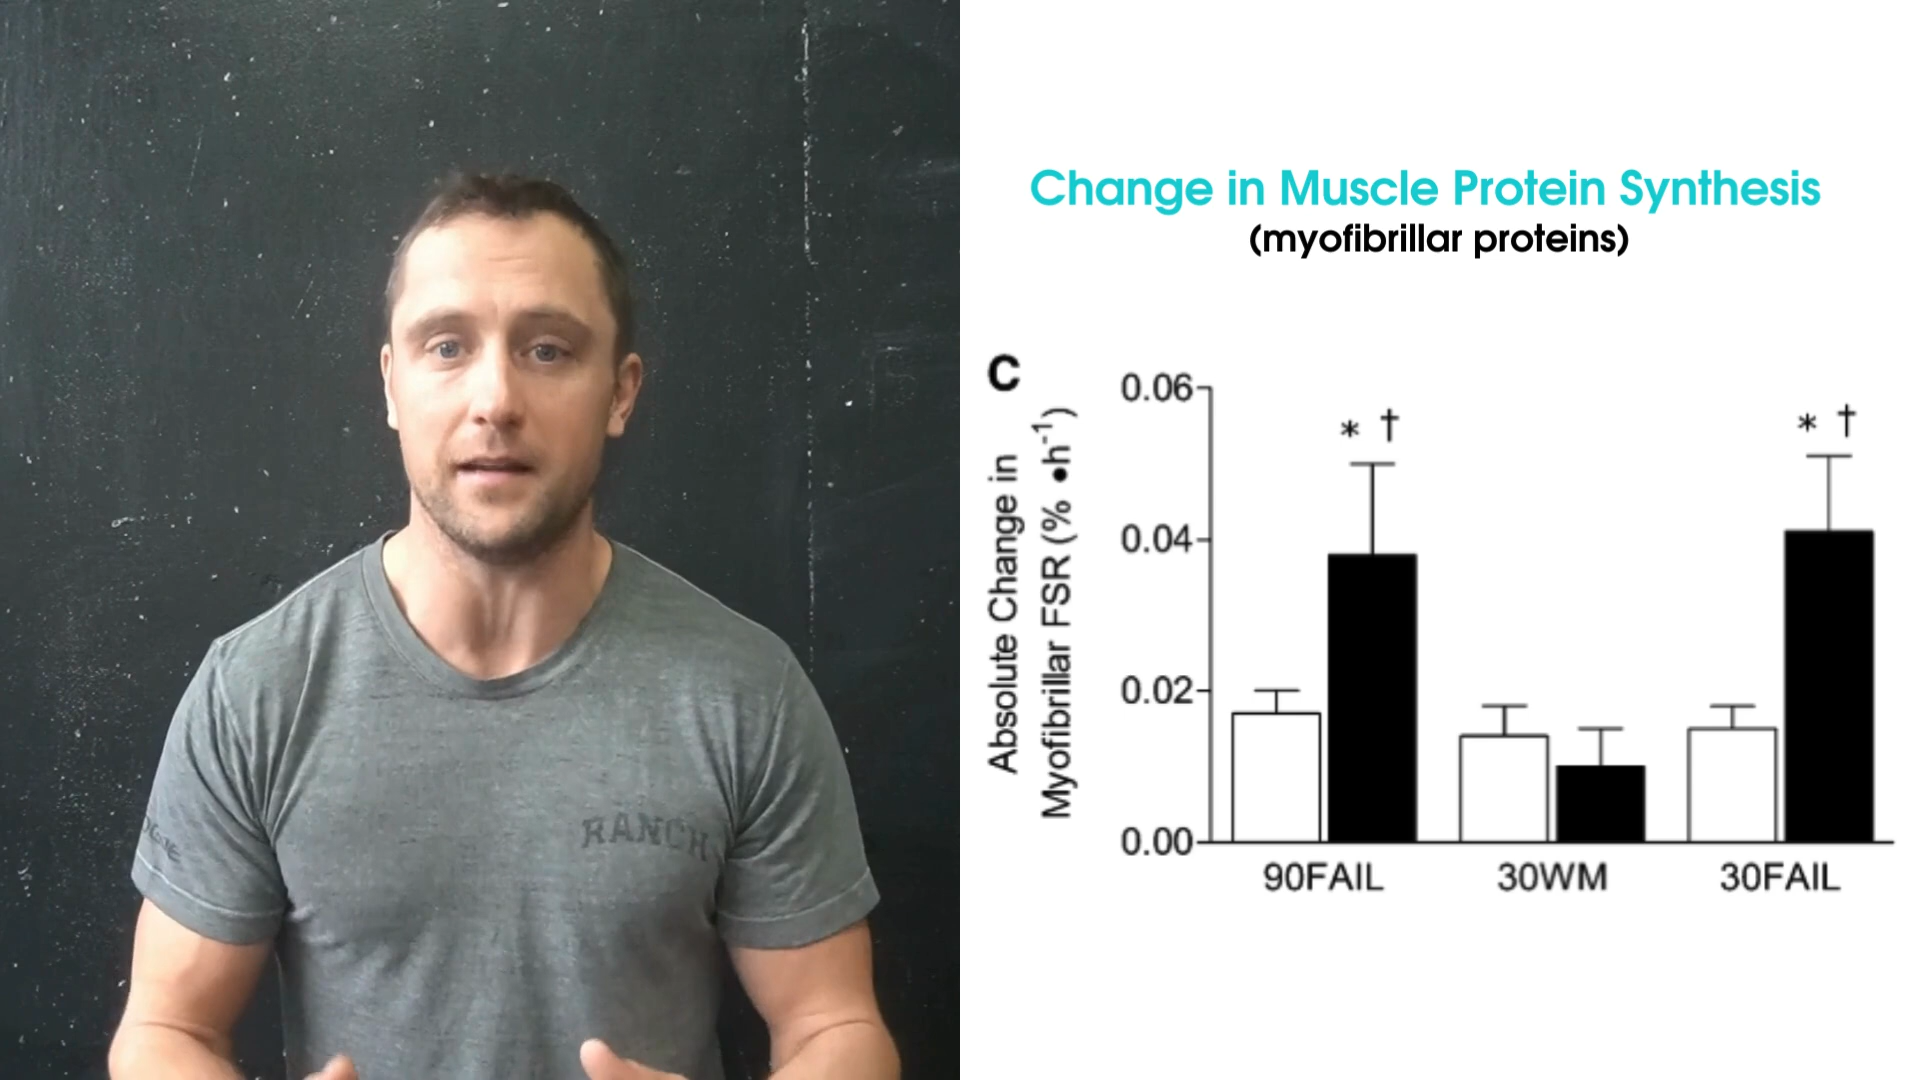 RANCH
Change in Muscle Protein Synthesis
(myofibrillar proteins)
C
Absolute Change in
Myofibrillar FSR (% •h⁻¹)
0.06
0.04
0.02
0.00
* †
* †
90FAIL
30WM
30FAIL